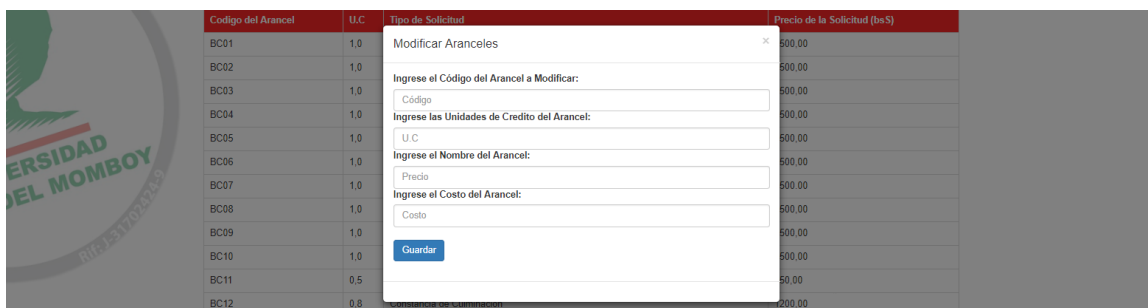 Codigo del Arancel U.C Tipo de Solicitud Precio de la Solicitud (bsS)
Modificar Aranceles ×
BC01 1,0 500,00
BC02 1,0 500,00
BC03 1,0 500,00
BC04 1,0 500,00
BC05 1,0 500,00
BC06 1,0 500,00
BC07 1,0 500,00
BC08 1,0 500,00
BC09 1,0 500,00
BC10 1,0 500,00
BC11 0,5 50,00
BC12 0,8 Constancia de Culminación 1200,00
Ingrese el Código del Arancel a Modificar:
Código
Ingrese las Unidades de Credito del Arancel:
U.C
Ingrese el Nombre del Arancel:
Precio
Ingrese el Costo del Arancel:
Costo
Guardar
ERSIDAD
DEL MOMBOY
Rif: J-31702424-9